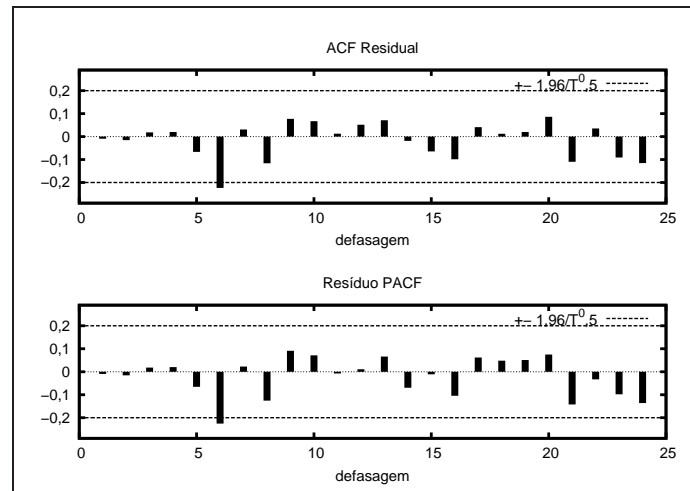 ACF Residual
+− 1,96/T^0,5
0,2
0,1
0
−0,1
−0,2
0 5 10 15 20 25
defasagem
Resíduo PACF
+− 1,96/T^0,5
0,2
0,1
0
−0,1
−0,2
0 5 10 15 20 25
defasagem